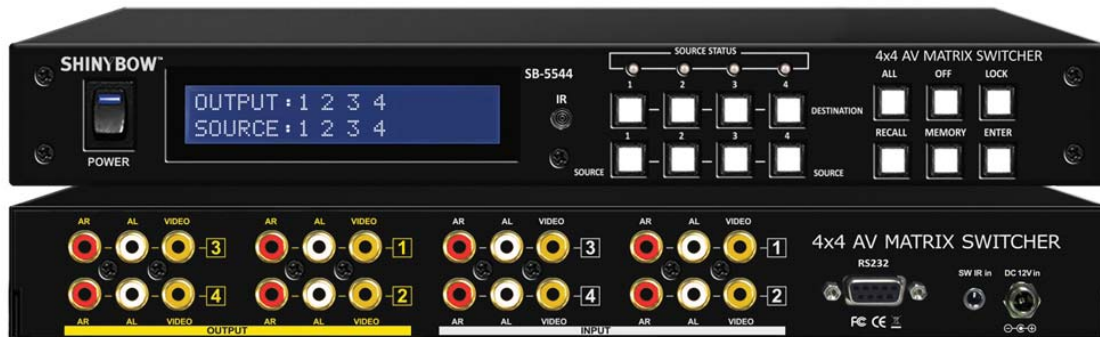 SHINYBOW™
POWER
OUTPUT:1 2 3 4
SOURCE:1 2 3 4
SB-5544
IR
SOURCE STATUS
1 2 3 4
DESTINATION
1 2 3 4
SOURCE
SOURCE
4x4 AV MATRIX SWITCHER
ALL OFF LOCK
RECALL MEMORY ENTER
AR AL VIDEO AR AL VIDEO AR AL VIDEO AR AL VIDEO
3 1 3 1
4 2 4 2
AR AL VIDEO AR AL VIDEO AR AL VIDEO AR AL VIDEO
OUTPUT INPUT
4x4 AV MATRIX SWITCHER
RS232
SW IR in
DC 12V in
FC CE